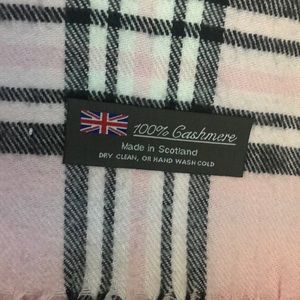 100% Cashmere
Made in Scotland
DRY CLEAN, OR HAND WASH COLD